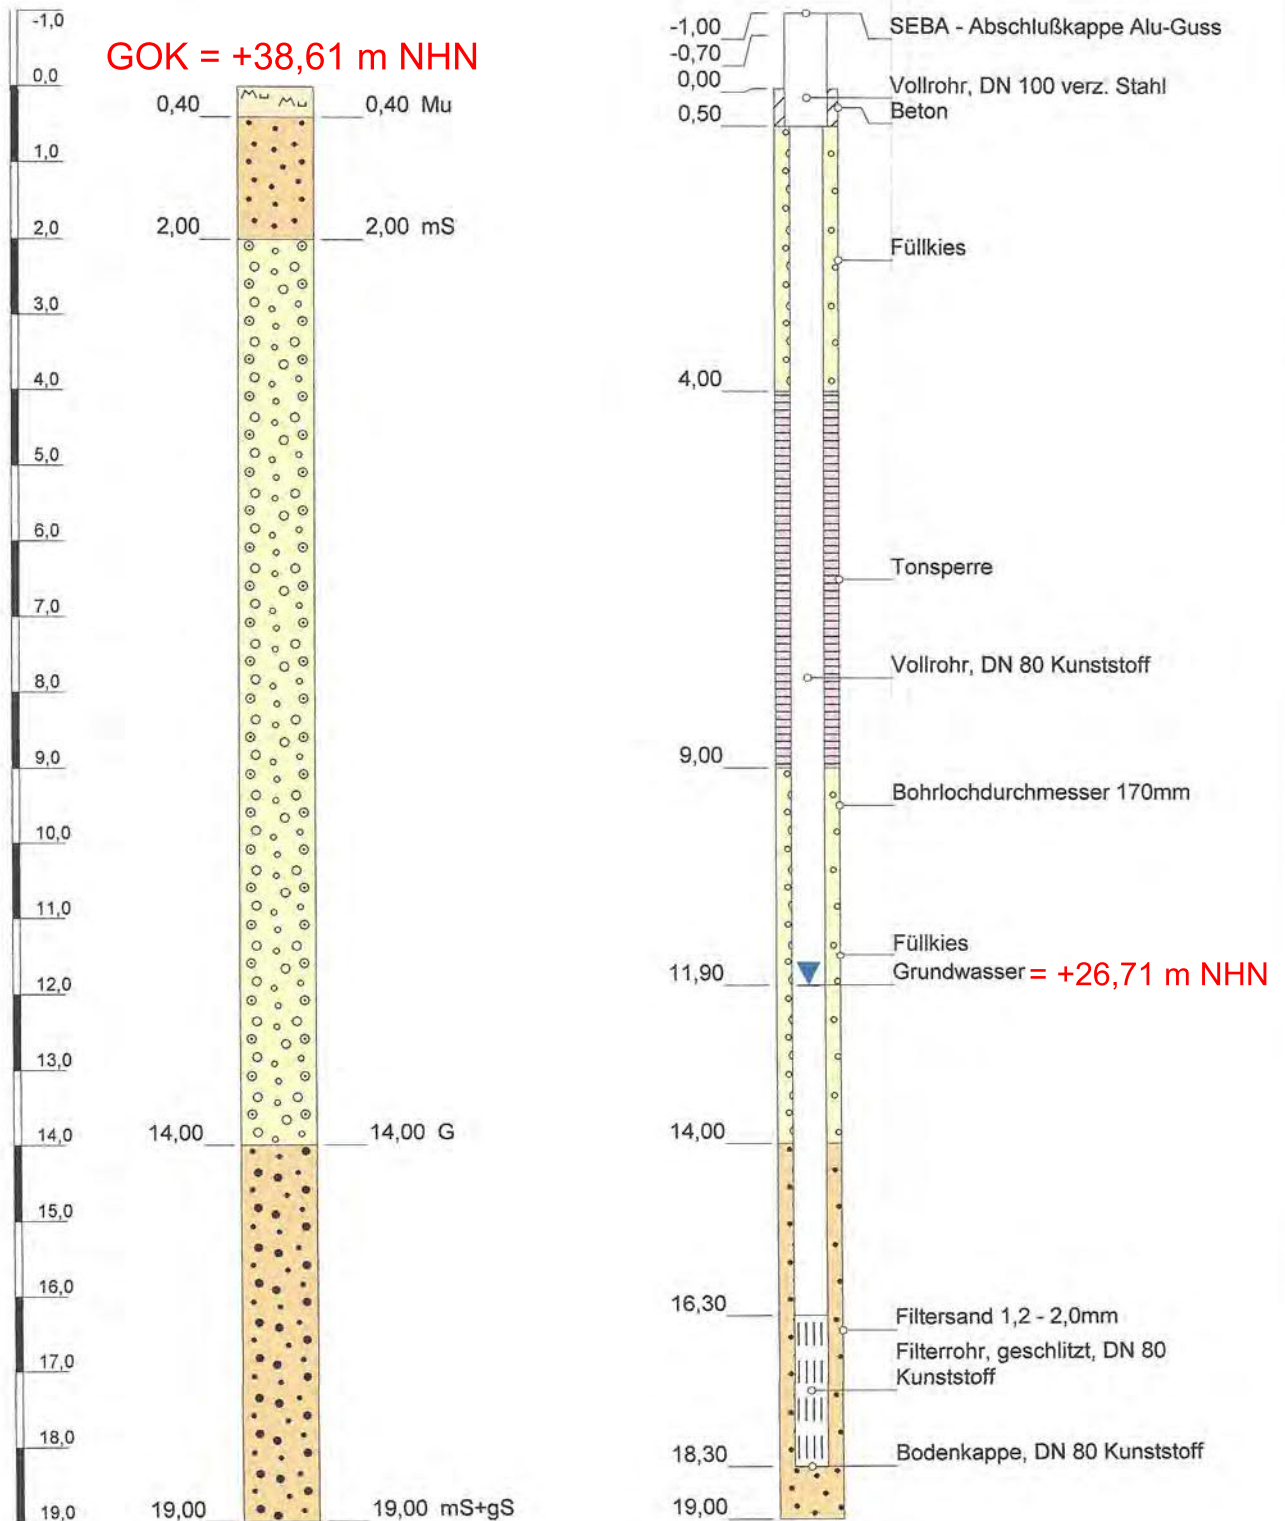 -1,0
GOK = +38,61 m NHN
0,0
0,40
0,40 Mu
1,0
2,00
2,00 mS
2,0
3,0
4,0
5,0
6,0
7,0
8,0
9,0
10,0
11,0
12,0
13,0
14,0
14,00
14,00 G
15,0
16,0
17,0
18,0
19,0
19,00
19,00 mS+gS
-1,00
SEBA - Abschlußkappe Alu-Guss
-0,70
0,00
Vollrohr, DN 100 verz. Stahl
0,50
Beton
Füllkies
4,00
Tonsperre
Vollrohr, DN 80 Kunststoff
9,00
Bohrlochdurchmesser 170mm
Füllkies
11,90
Grundwasser = +26,71 m NHN
14,00
16,30
Filtersand 1,2 - 2,0mm
Filterrohr, geschlitzt, DN 80
Kunststoff
18,30
Bodenkappe, DN 80 Kunststoff
19,00